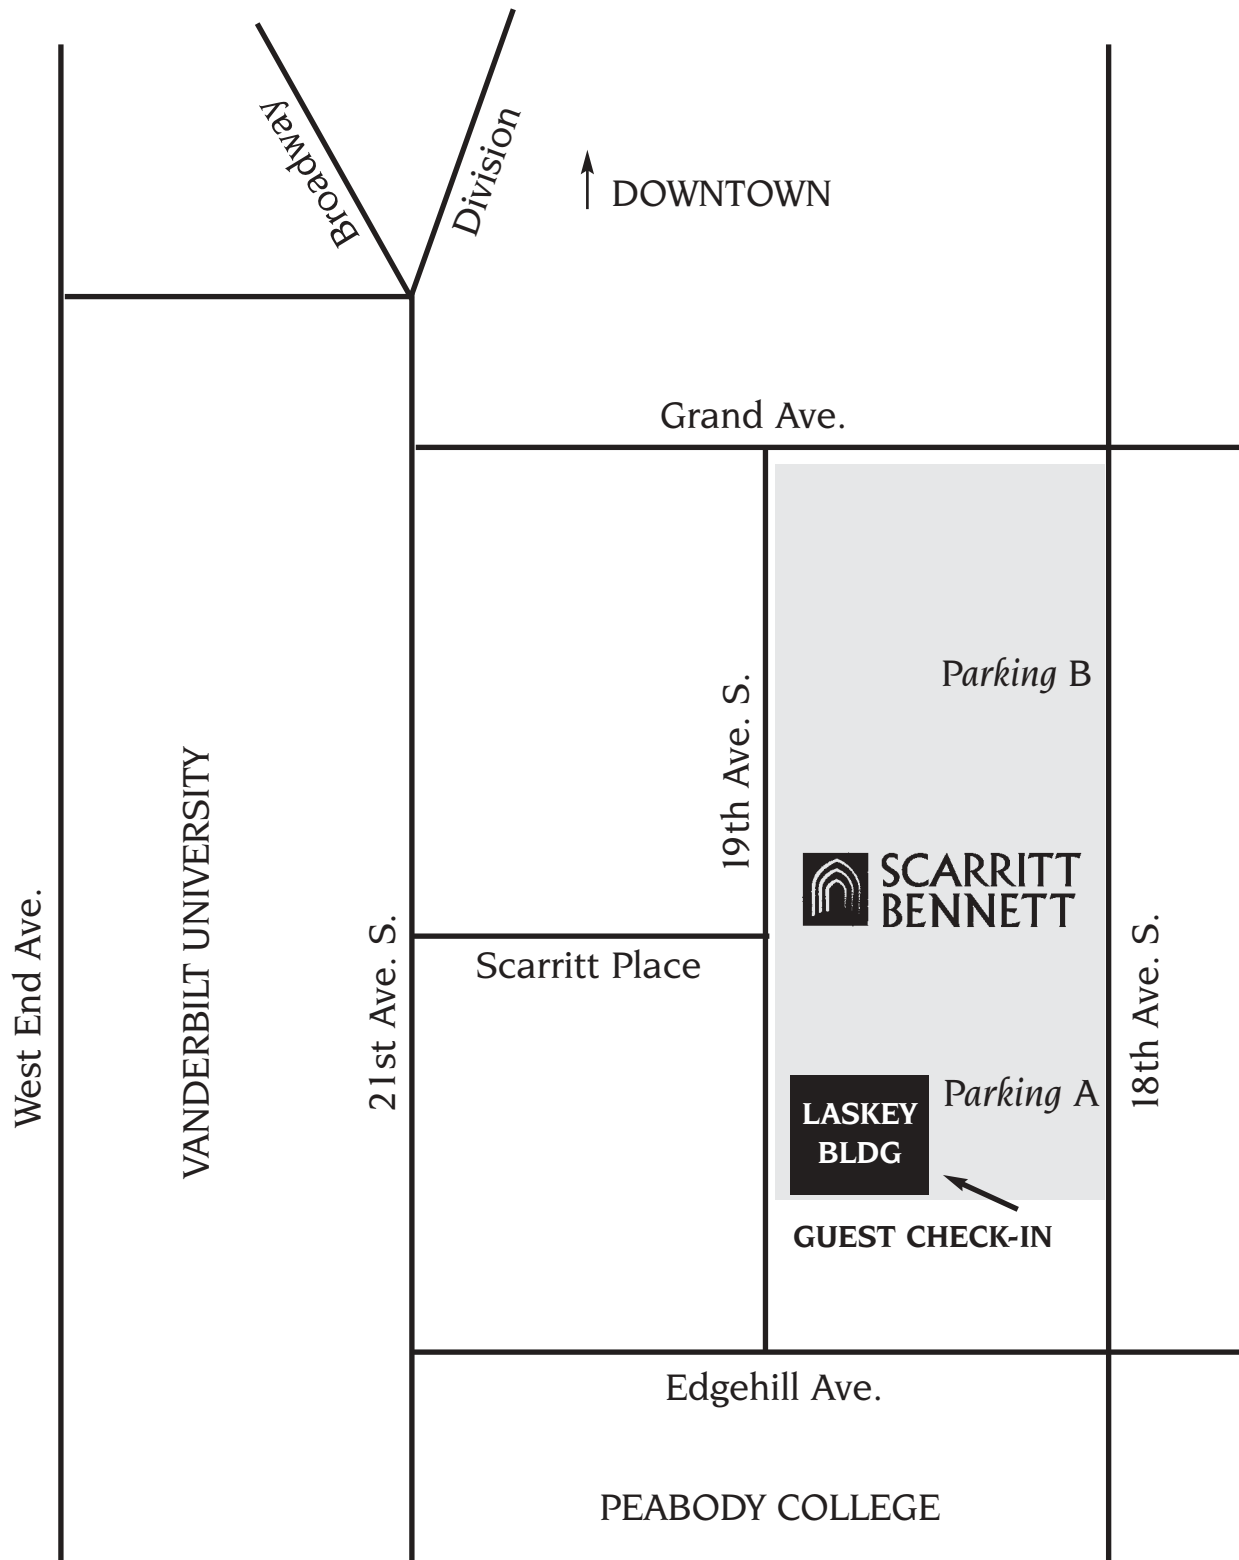 Broadway
Division
DOWNTOWN
Grand Ave.
Parking B
19th Ave. S.
SCARRITT
BENNETT
VANDERBILT UNIVERSITY
West End Ave.
21st Ave. S.
Scarritt Place
18th Ave. S.
Parking A
LASKEY
BLDG
GUEST CHECK-IN
Edgehill Ave.
PEABODY COLLEGE